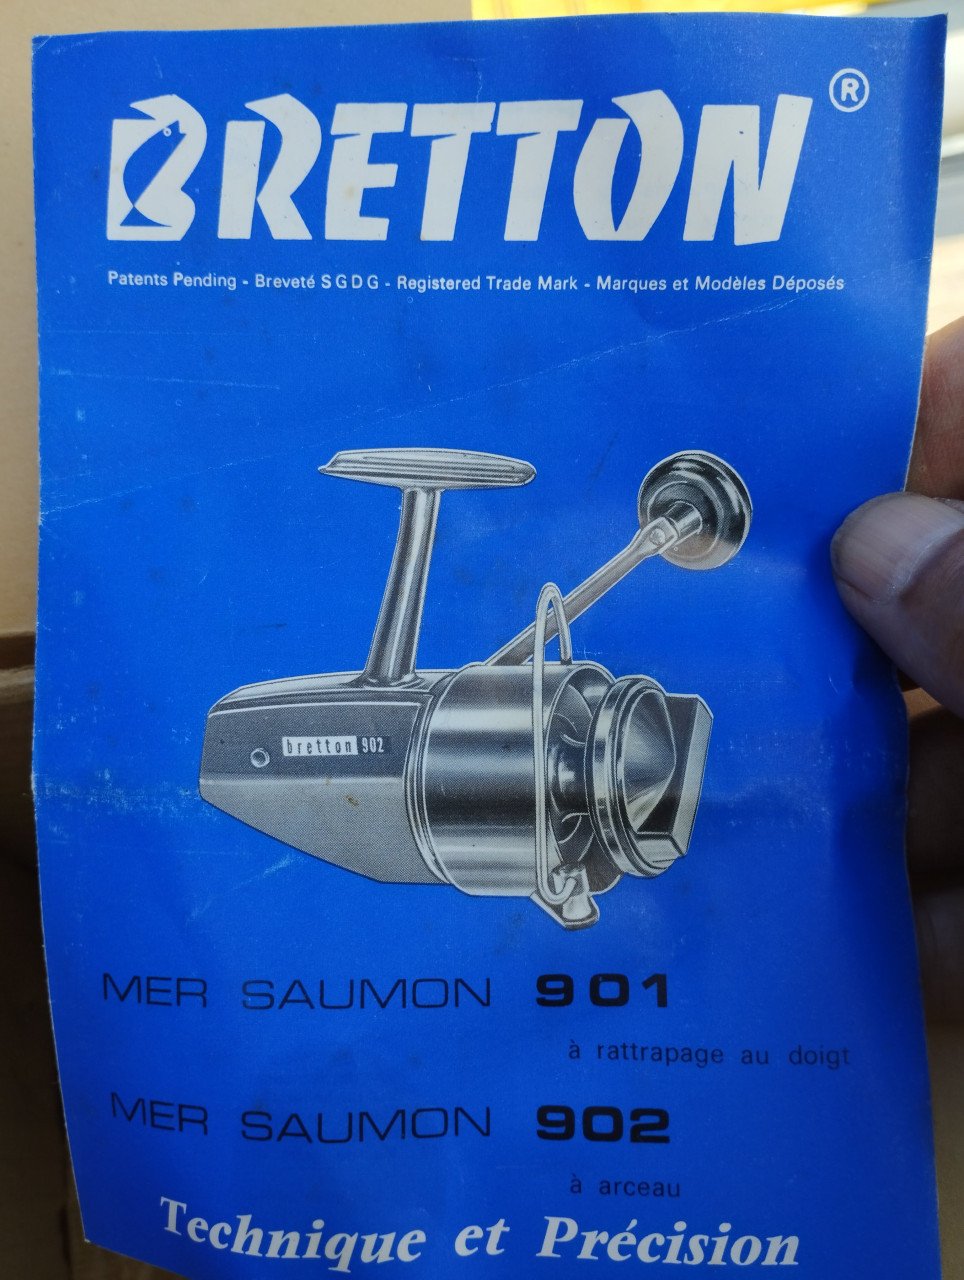 BRETTON ®
Patents Pending - Breveté S G D G - Registered Trade Mark - Marques et Modèles Déposés
bretton 902
MER SAUMON 901
à rattrapage au doigt
MER SAUMON 902
à arceau
Technique et Précision